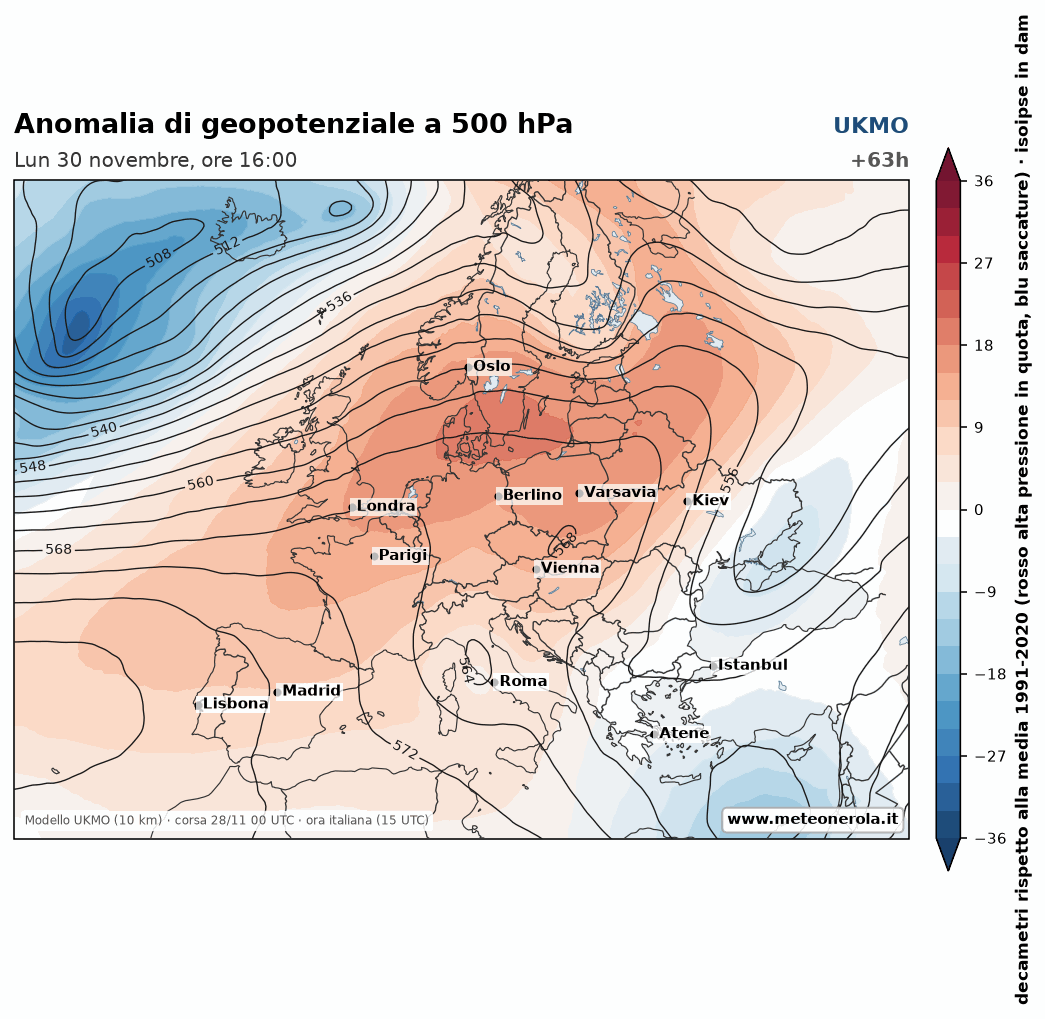 Anomalia di geopotenziale a 500 hPa
UKMO
Lun 30 novembre, ore 16:00
+63h
508
512
536
540
548
560
568
556
568
564
572
Oslo
Londra
Berlino
Varsavia
Kiev
Parigi
Vienna
Istanbul
Roma
Madrid
Lisbona
Atene
Modello UKMO (10 km) · corsa 28/11 00 UTC · ora italiana (15 UTC)
www.meteonerola.it
36
27
18
9
0
−9
−18
−27
−36
decametri rispetto alla media 1991-2020 (rosso alta pressione in quota, blu saccature) · isoipse in dam